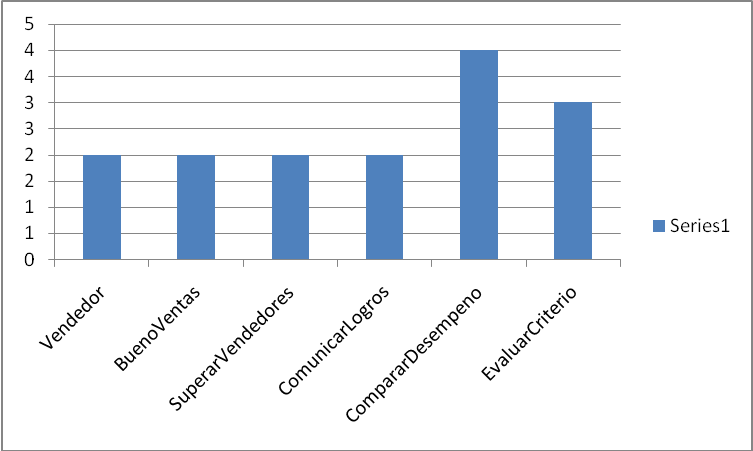 5
4
4
3
3
2
2
1
1
0
Vendedor
BuenoVentas
SuperarVendedores
ComunicarLogros
CompararDesempeno
EvaluarCriterio
Series1